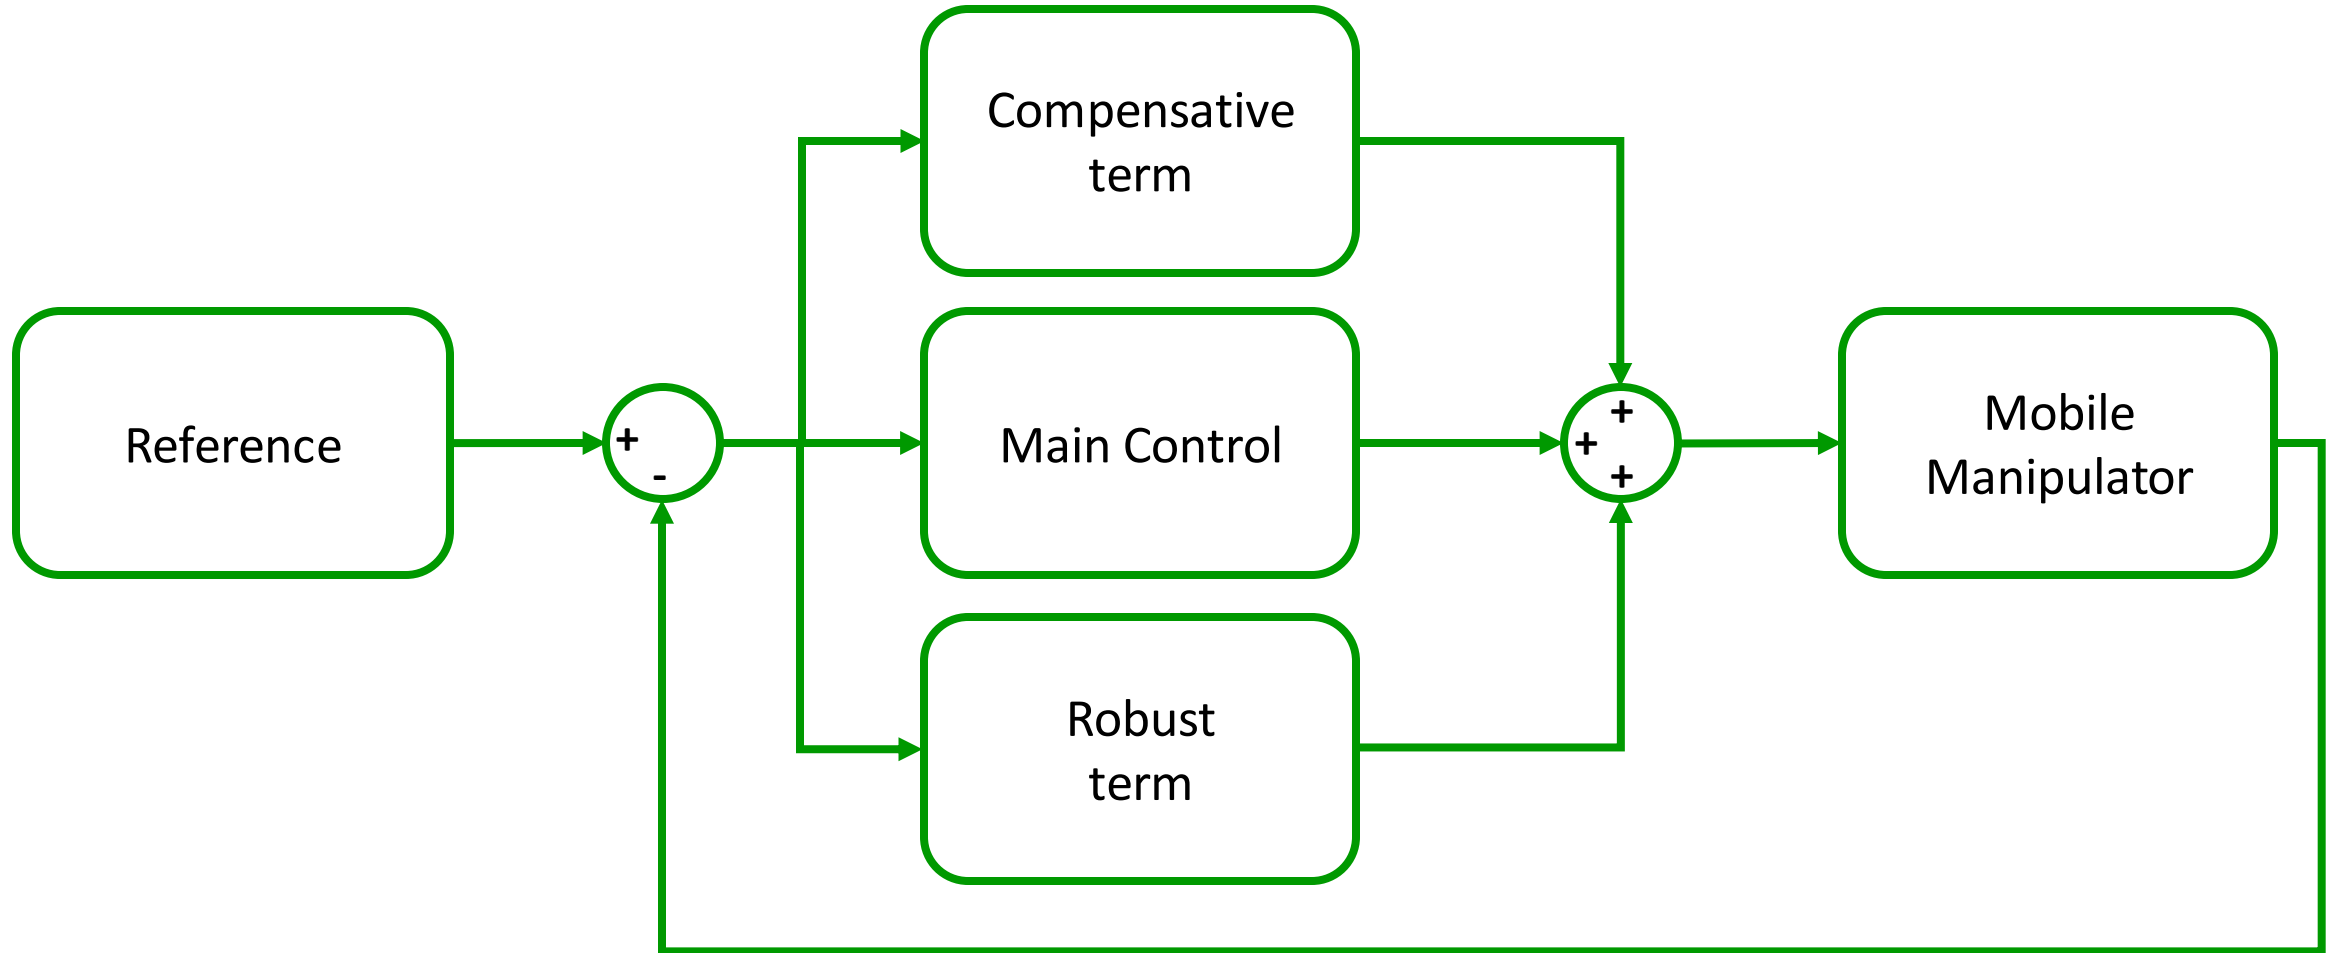 Compensative
term
Reference
+
-
Main Control
+
+
+
Mobile
Manipulator
Robust
term